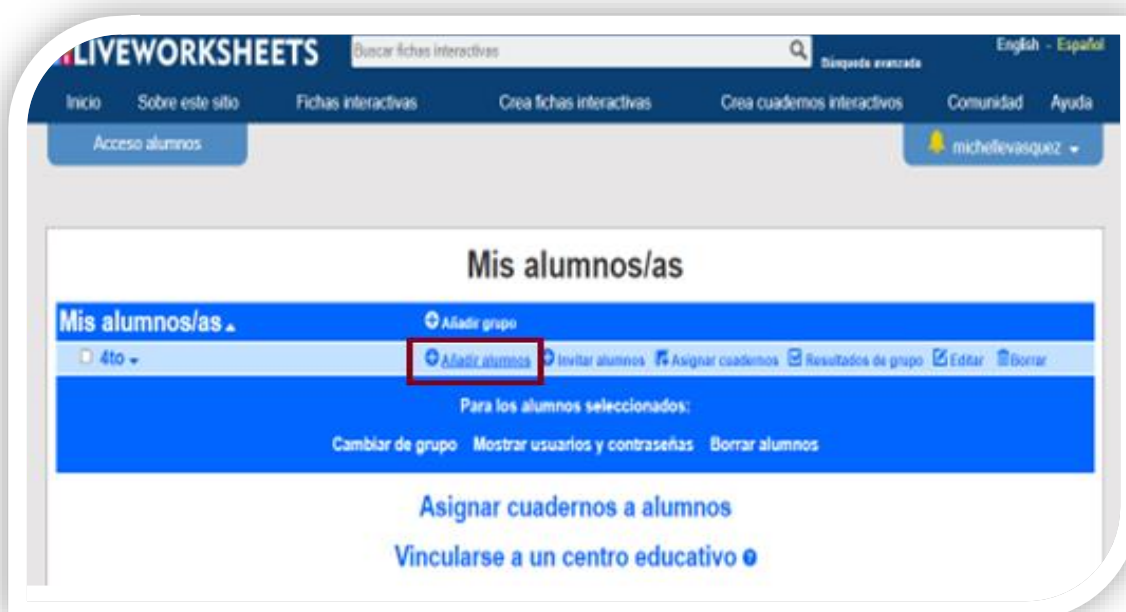 LIVEWORKSHEETS Buscar fichas interactivas Búsqueda avanzada English - Español
Inicio Sobre este sitio Fichas interactivas Crea fichas interactivas Crea cuadernos interactivos Comunidad Ayuda
Acceso alumnos michellevasquez
Mis alumnos/as
Mis alumnos/as Añadir grupo
4to Añadir alumnos Invitar alumnos Asignar cuadernos Resultados de grupo Editar Borrar
Para los alumnos seleccionados:
Cambiar de grupo Mostrar usuarios y contraseñas Borrar alumnos
Asignar cuadernos a alumnos
Vincularse a un centro educativo